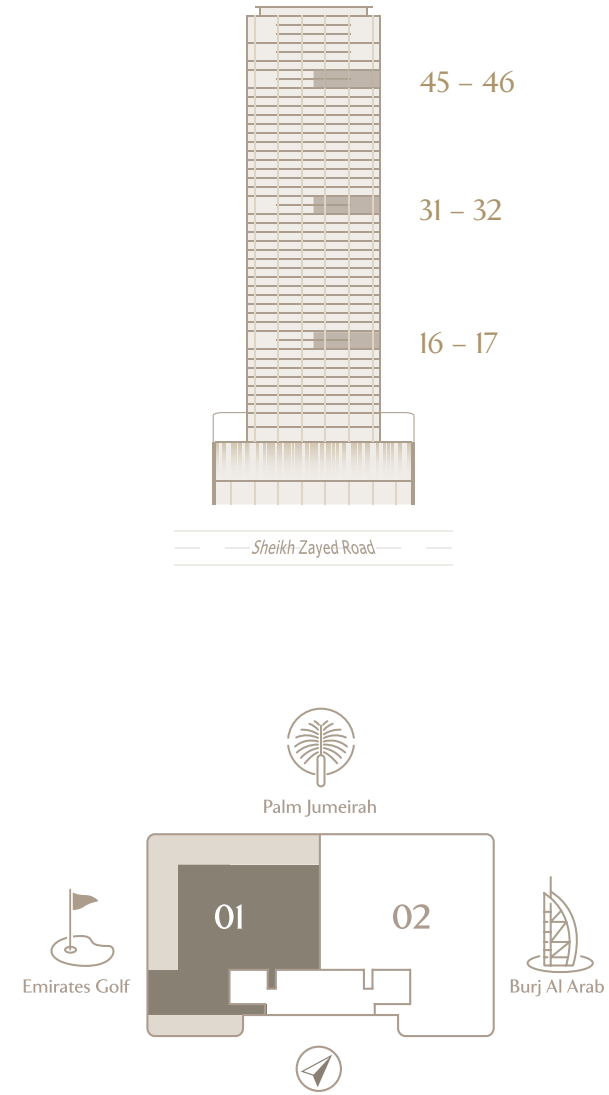 45 – 46
31 – 32
16 – 17
Sheikh Zayed Road
Palm Jumeirah
01
02
Emirates Golf
Burj Al Arab